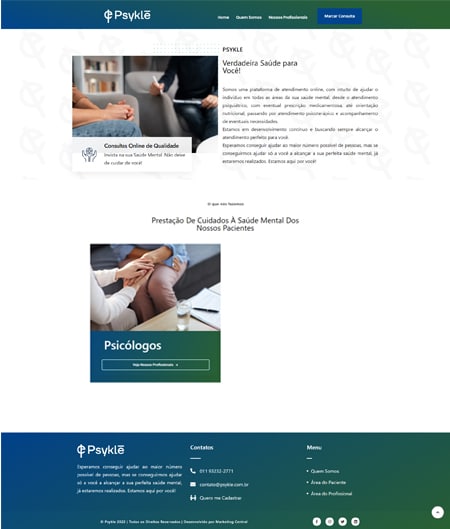 Psyklê
Home Quem Somos Nossos Profissionais Marcar Consulta
PSYKLE
Verdadeira Saúde para
Você!
Somos uma plataforma de atendimento online, com intuito de ajudar o
indivíduo em todas as áreas da sua saúde mental, desde o atendimento
psiquiátrico, com eventual prescrição medicamentosa, até orientação
nutricional, passando por atendimento psicoterápico e acompanhamento
de eventuais necessidades.
Estamos em desenvolvimento contínuo e buscando sempre alcançar o
atendimento perfeito para você.
Esperamos conseguir ajudar ao maior número possível de pessoas, mas se
conseguirmos ajudar só a você a alcançar a sua perfeita saúde mental, já
estaremos realizados. Estamos aqui por você!
Consultas Online de Qualidade
Invista na sua Saúde Mental. Não deixe
de cuidar de você!
O que nós fazemos
Prestação De Cuidados À Saúde Mental Dos
Nossos Pacientes
Psicólogos
Veja Nossos Profissionais
Psyklê
Esperamos conseguir ajudar ao maior número
possível de pessoas, mas se conseguirmos
ajudar só a você a alcançar a sua saúde mental,
já estaremos realizados. Estamos aqui por você!
Contatos
011 93232-2771
contato@psykle.com.br
Quero me Cadastrar
Menu
Quem Somos
Área do Paciente
Área do Profissional
© Psykle 2022 | Todos os Direitos Reservados | Desenvolvido por Marketing Central